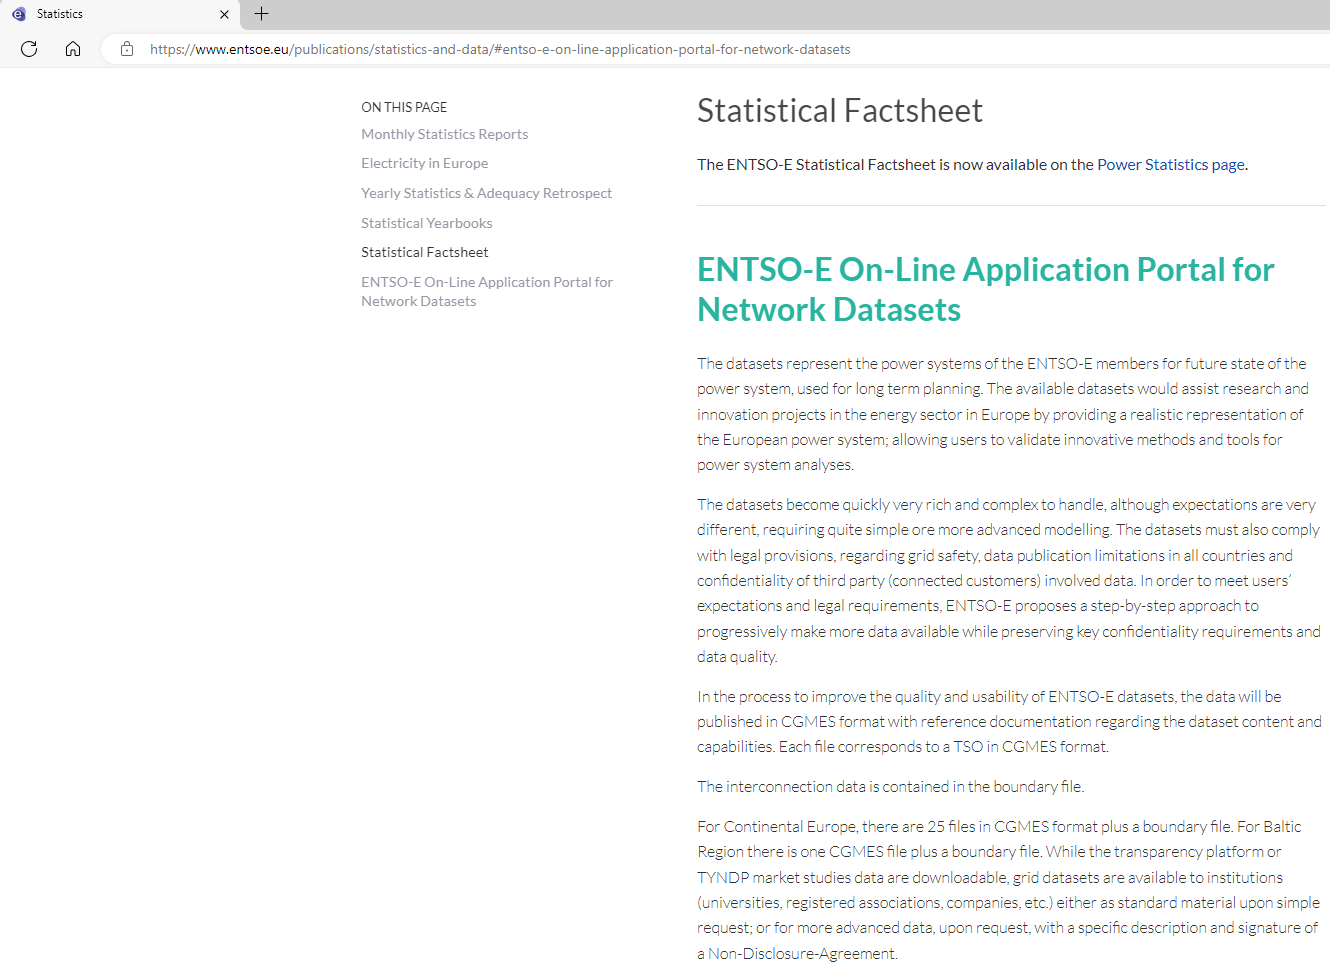 Statistics
https://www.entsoe.eu/publications/statistics-and-data/#entso-e-on-line-application-portal-for-network-datasets
ON THIS PAGE
Monthly Statistics Reports
Electricity in Europe
Yearly Statistics & Adequacy Retrospect
Statistical Yearbooks
Statistical Factsheet
ENTSO-E On-Line Application Portal for
Network Datasets
Statistical Factsheet
The ENTSO-E Statistical Factsheet is now available on the Power Statistics page.
ENTSO-E On-Line Application Portal for
Network Datasets
The datasets represent the power systems of the ENTSO-E members for future state of the
power system, used for long term planning. The available datasets would assist research and
innovation projects in the energy sector in Europe by providing a realistic representation of
the European power system; allowing users to validate innovative methods and tools for
power system analyses.
The datasets become quickly very rich and complex to handle, although expectations are very
different, requiring quite simple ore more advanced modelling. The datasets must also comply
with legal provisions, regarding grid safety, data publication limitations in all countries and
confidentiality of third party (connected customers) involved data. In order to meet users’
expectations and legal requirements, ENTSO-E proposes a step-by-step approach to
progressively make more data available while preserving key confidentiality requirements and
data quality.
In the process to improve the quality and usability of ENTSO-E datasets, the data will be
published in CGMES format with reference documentation regarding the dataset content and
capabilities. Each file corresponds to a TSO in CGMES format.
The interconnection data is contained in the boundary file.
For Continental Europe, there are 25 files in CGMES format plus a boundary file. For Baltic
Region there is one CGMES file plus a boundary file. While the transparency platform or
TYNDP market studies data are downloadable, grid datasets are available to institutions
(universities, registered associations, companies, etc.) either as standard material upon simple
request; or for more advanced data, upon request, with a specific description and signature of
a Non-Disclosure-Agreement.